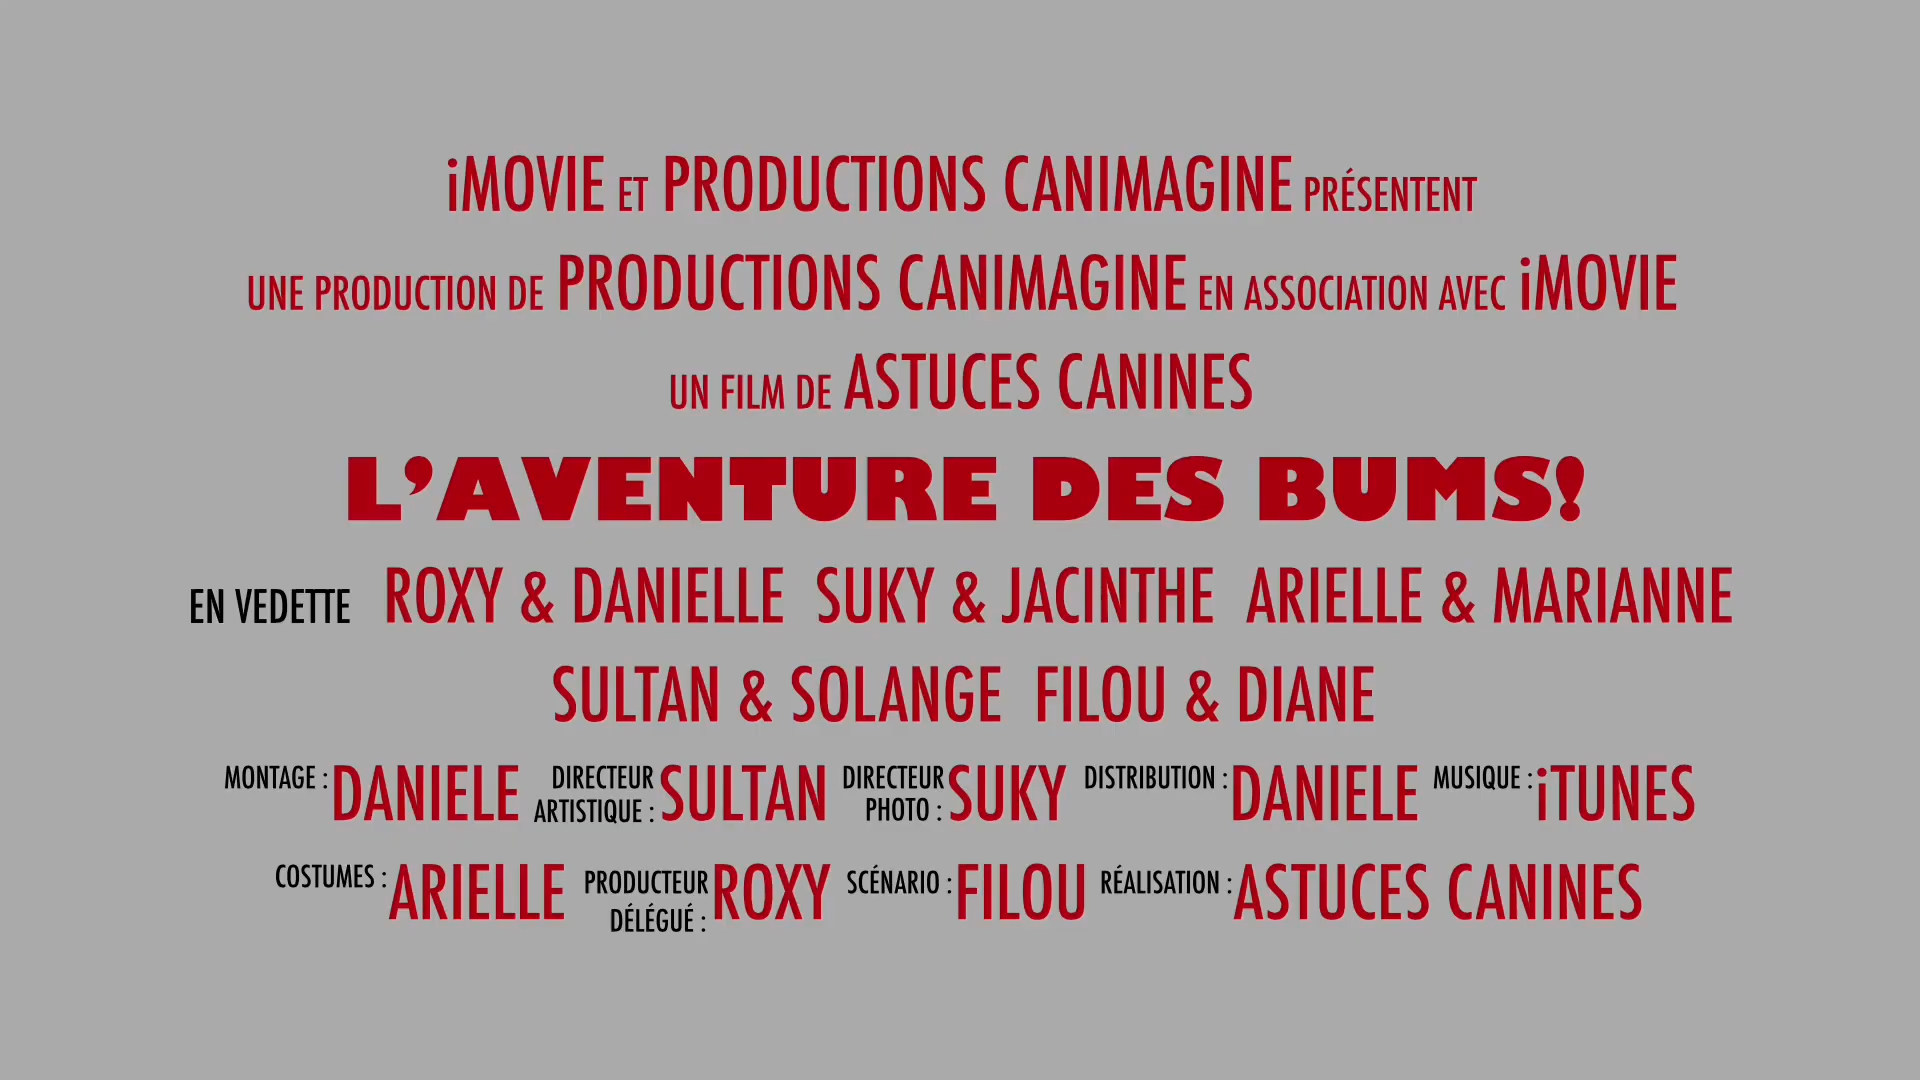 iMOVIE ET PRODUCTIONS CANIMAGINE PRÉSENTENT
UNE PRODUCTION DE PRODUCTIONS CANIMAGINE EN ASSOCIATION AVEC iMOVIE
UN FILM DE ASTUCES CANINES
L'AVENTURE DES BUMS!
EN VEDETTE ROXY & DANIELLE SUKY & JACINTHE ARIELLE & MARIANNE
SULTAN & SOLANGE FILOU & DIANE
MONTAGE : DANIELE DIRECTEUR ARTISTIQUE : SULTAN DIRECTEUR PHOTO : SUKY DISTRIBUTION : DANIELE MUSIQUE : iTUNES
COSTUMES : ARIELLE PRODUCTEUR DÉLÉGUÉ : ROXY SCÉNARIO : FILOU RÉALISATION : ASTUCES CANINES